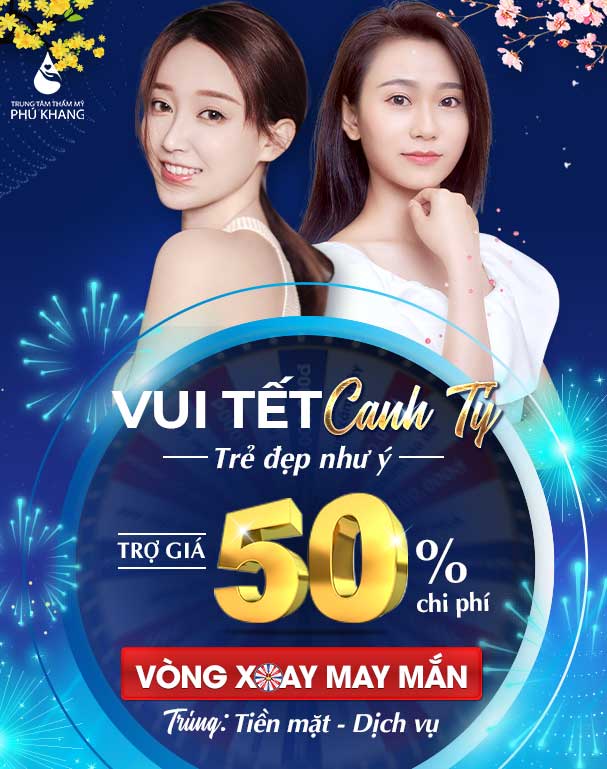 TRUNG TÂM THẨM MỸ
PHÚ KHANG
VUI TẾT Canh Tý
Trẻ đẹp như ý
TRỢ GIÁ 50%
chi phí
VÒNG XOAY MAY MẮN
Trúng: Tiền mặt - Dịch vụ